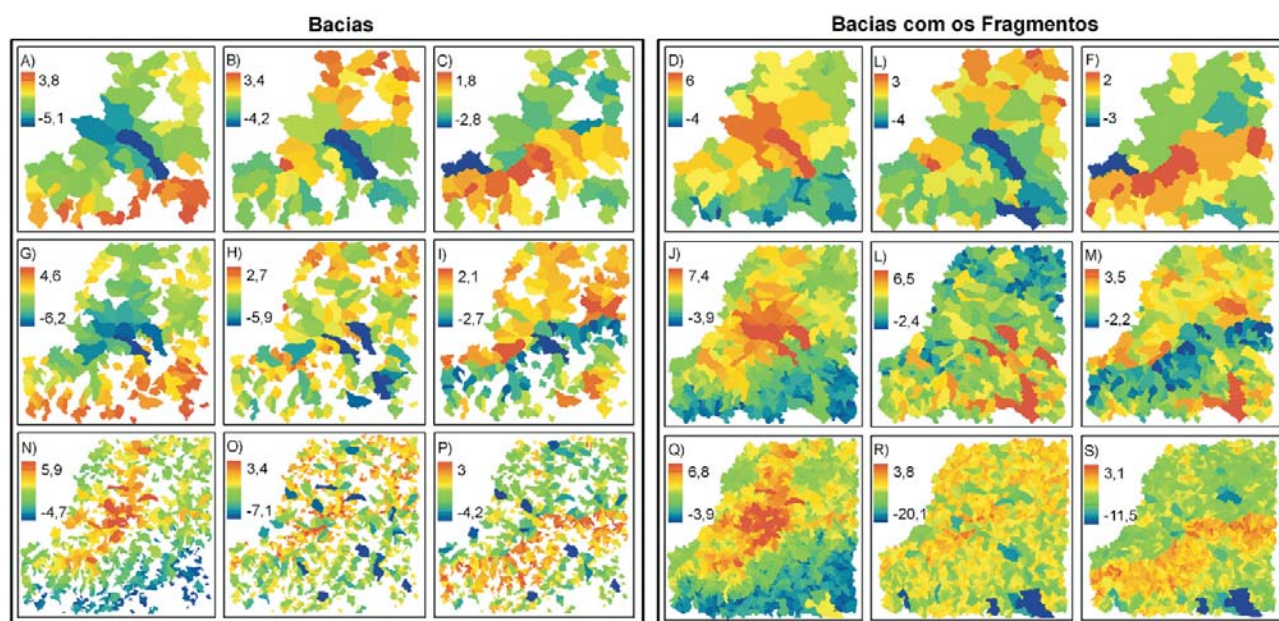 Bacias
Bacias com os Fragmentos
A)
3,8
-5,1
B)
3,4
-4,2
C)
1,8
-2,8
D)
6
-4
L)
3
-4
F)
2
-3
G)
4,6
-6,2
H)
2,7
-5,9
I)
2,1
-2,7
J)
7,4
-3,9
L)
6,5
-2,4
M)
3,5
-2,2
N)
5,9
-4,7
O)
3,4
-7,1
P)
3
-4,2
Q)
6,8
-3,9
R)
3,8
-20,1
S)
3,1
-11,5